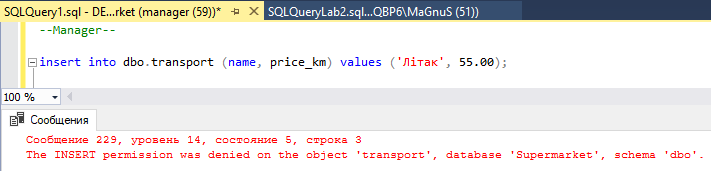 SQLQuery1.sql - DE...rket (manager (59))*
SQLQueryLab2.sql...QBP6\MaGnuS (51))
--Manager--
insert into dbo.transport (name, price_km) values ('Літак', 55.00);
100 %
Сообщения
Сообщение 229, уровень 14, состояние 5, строка 3
The INSERT permission was denied on the object 'transport', database 'Supermarket', schema 'dbo'.